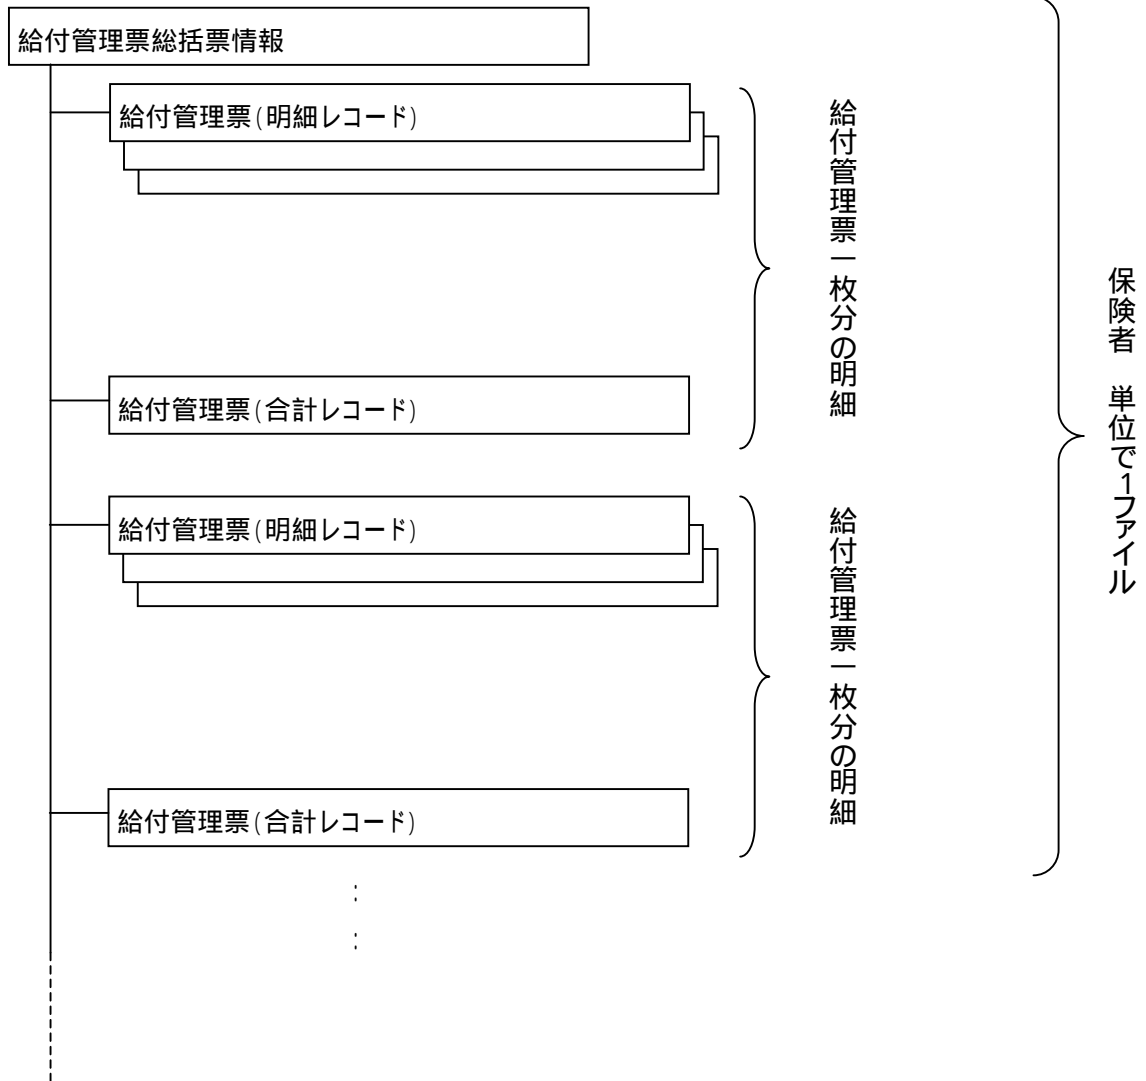 給付管理票総括票情報
給付管理票(明細レコード)
給付管理票一枚分の明細
給付管理票(合計レコード)
給付管理票(明細レコード)
給付管理票一枚分の明細
給付管理票(合計レコード)
:
:
保険者　単位で1ファイル